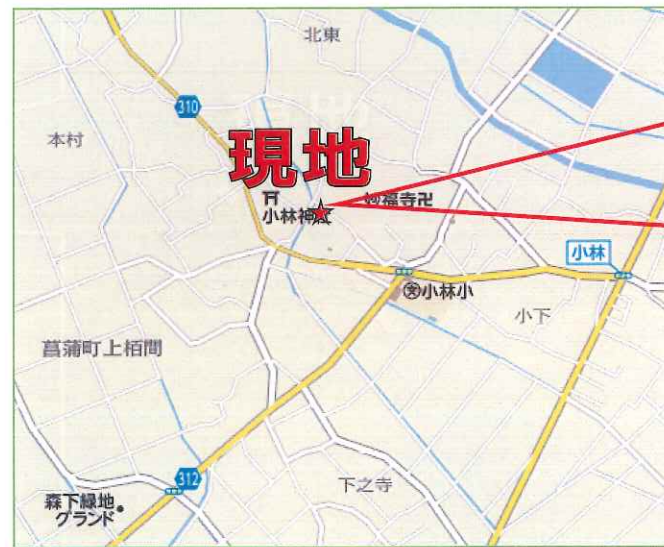 北東
310
本村
現地
小林神社
妙福寺卍
小林
小林小
小下
菖蒲町上栢間
312
下之寺
森下緑地
グランド